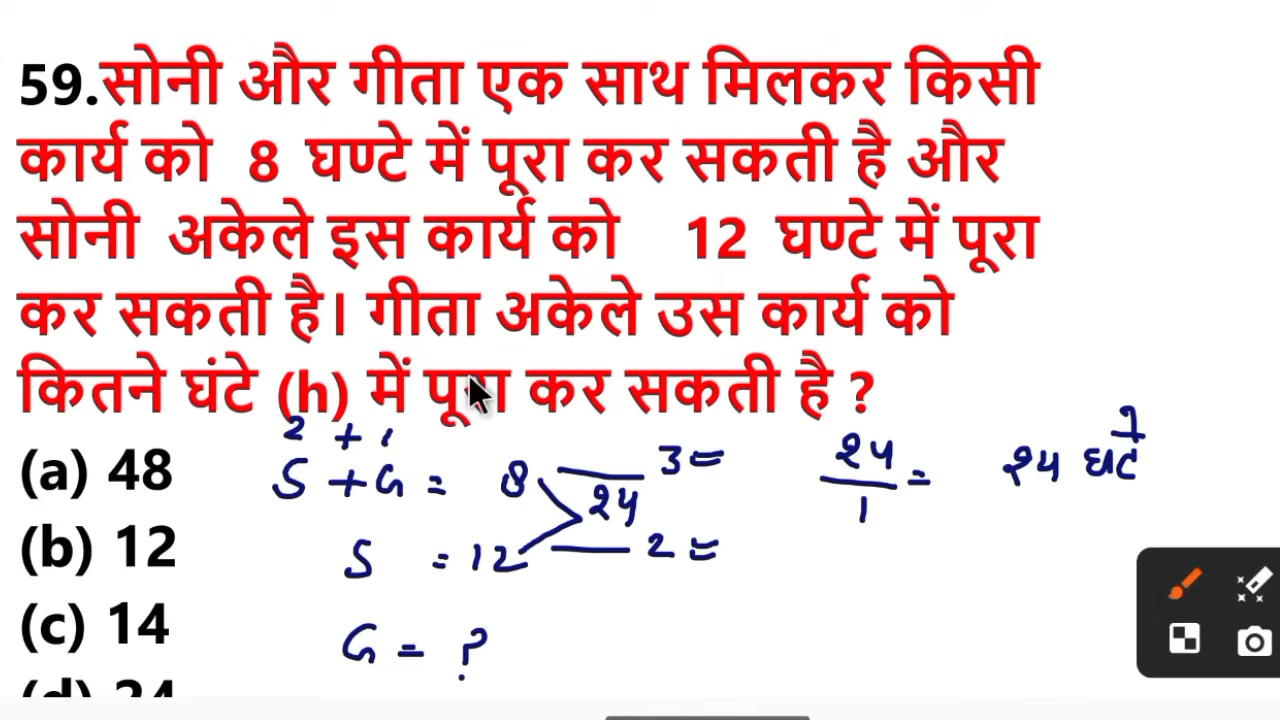 59.सोनी और गीता एक साथ मिलकर किसी
कार्य को 8 घण्टे में पूरा कर सकती है और
सोनी अकेले इस कार्य को 12 घण्टे में पूरा
कर सकती है। गीता अकेले उस कार्य को
कितने घंटे (h) में पूरा कर सकती है ?
2 + 1
(a) 48 S + G = 8 3 = 24/1 = 24 घंटे
24
(b) 12 S = 12 2 =
(c) 14 G = ?
(d) 24